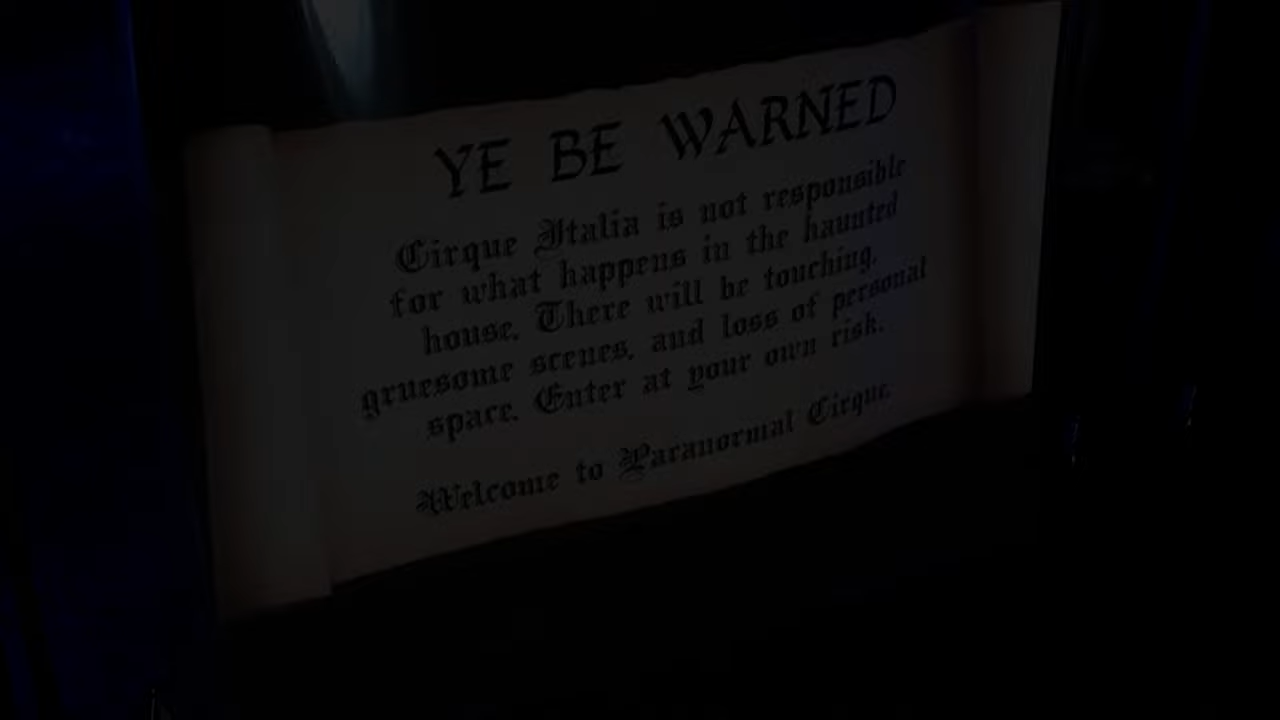 YE BE WARNED
Cirque Italia is not responsible
for what happens in the haunted
house. There will be touching,
gruesome scenes, and loss of personal
space. Enter at your own risk.
Welcome to Paranormal Cirque.